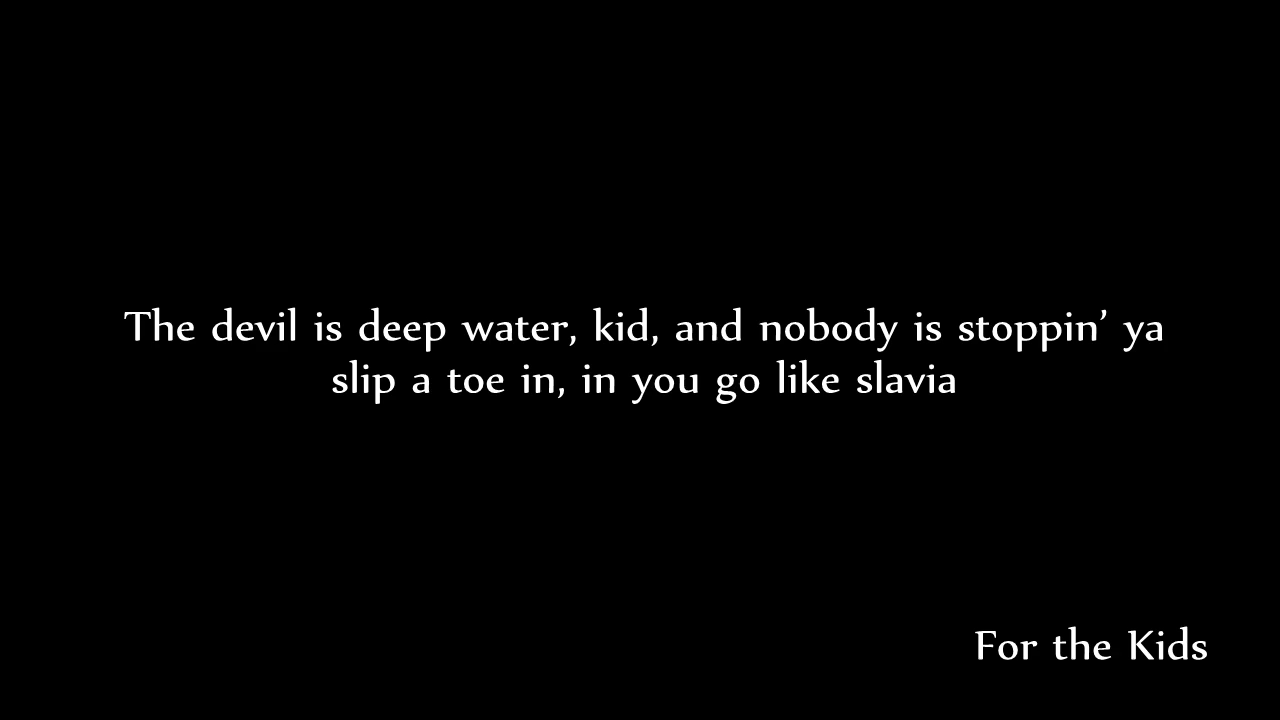 The devil is deep water, kid, and nobody is stoppin’ ya
slip a toe in, in you go like slavia
For the Kids